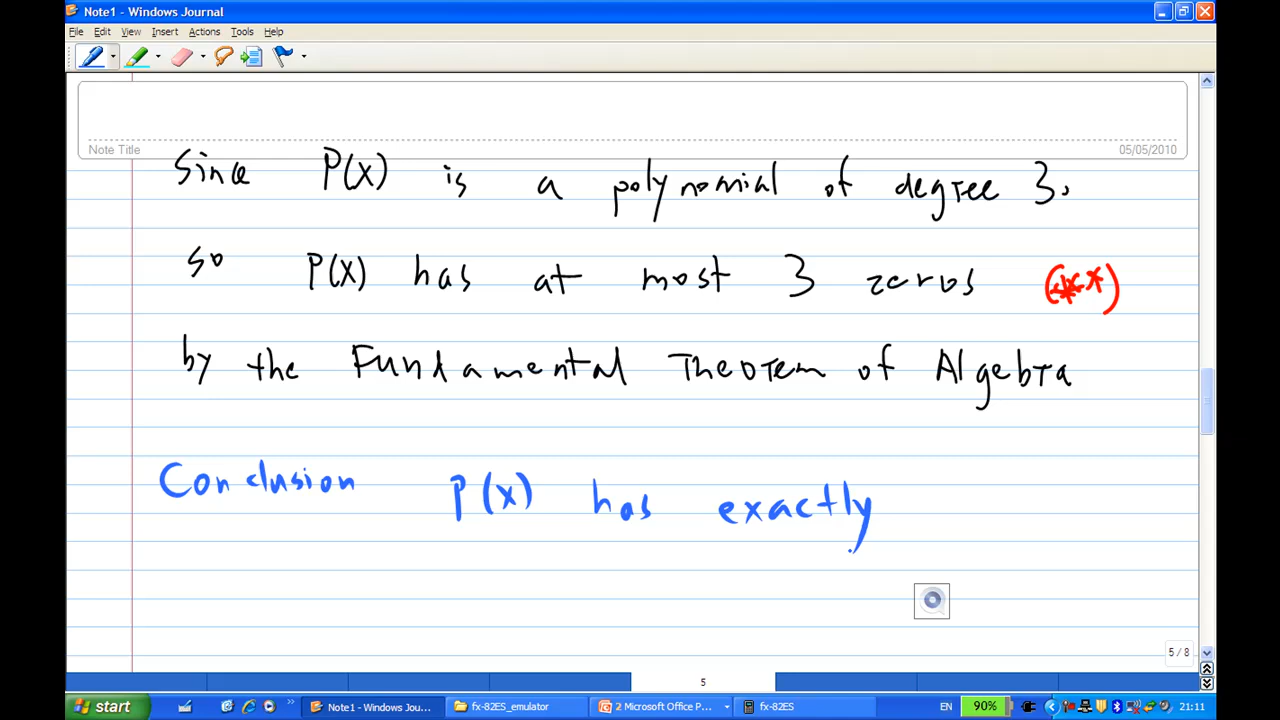 Note1 - Windows Journal
File Edit View Insert Actions Tools Help
Note Title
05/05/2010
Since P(x) is a polynomial of degree 3,
so P(x) has at most 3 zeros (**)
by the Fundamental Theorem of Algebra
Conclusion P(x) has exactly
5 / 8
5
start
Note1 - Windows Jou...
fx-82ES_emulator
2 Microsoft Office P...
fx-82ES
EN
90%
21:11